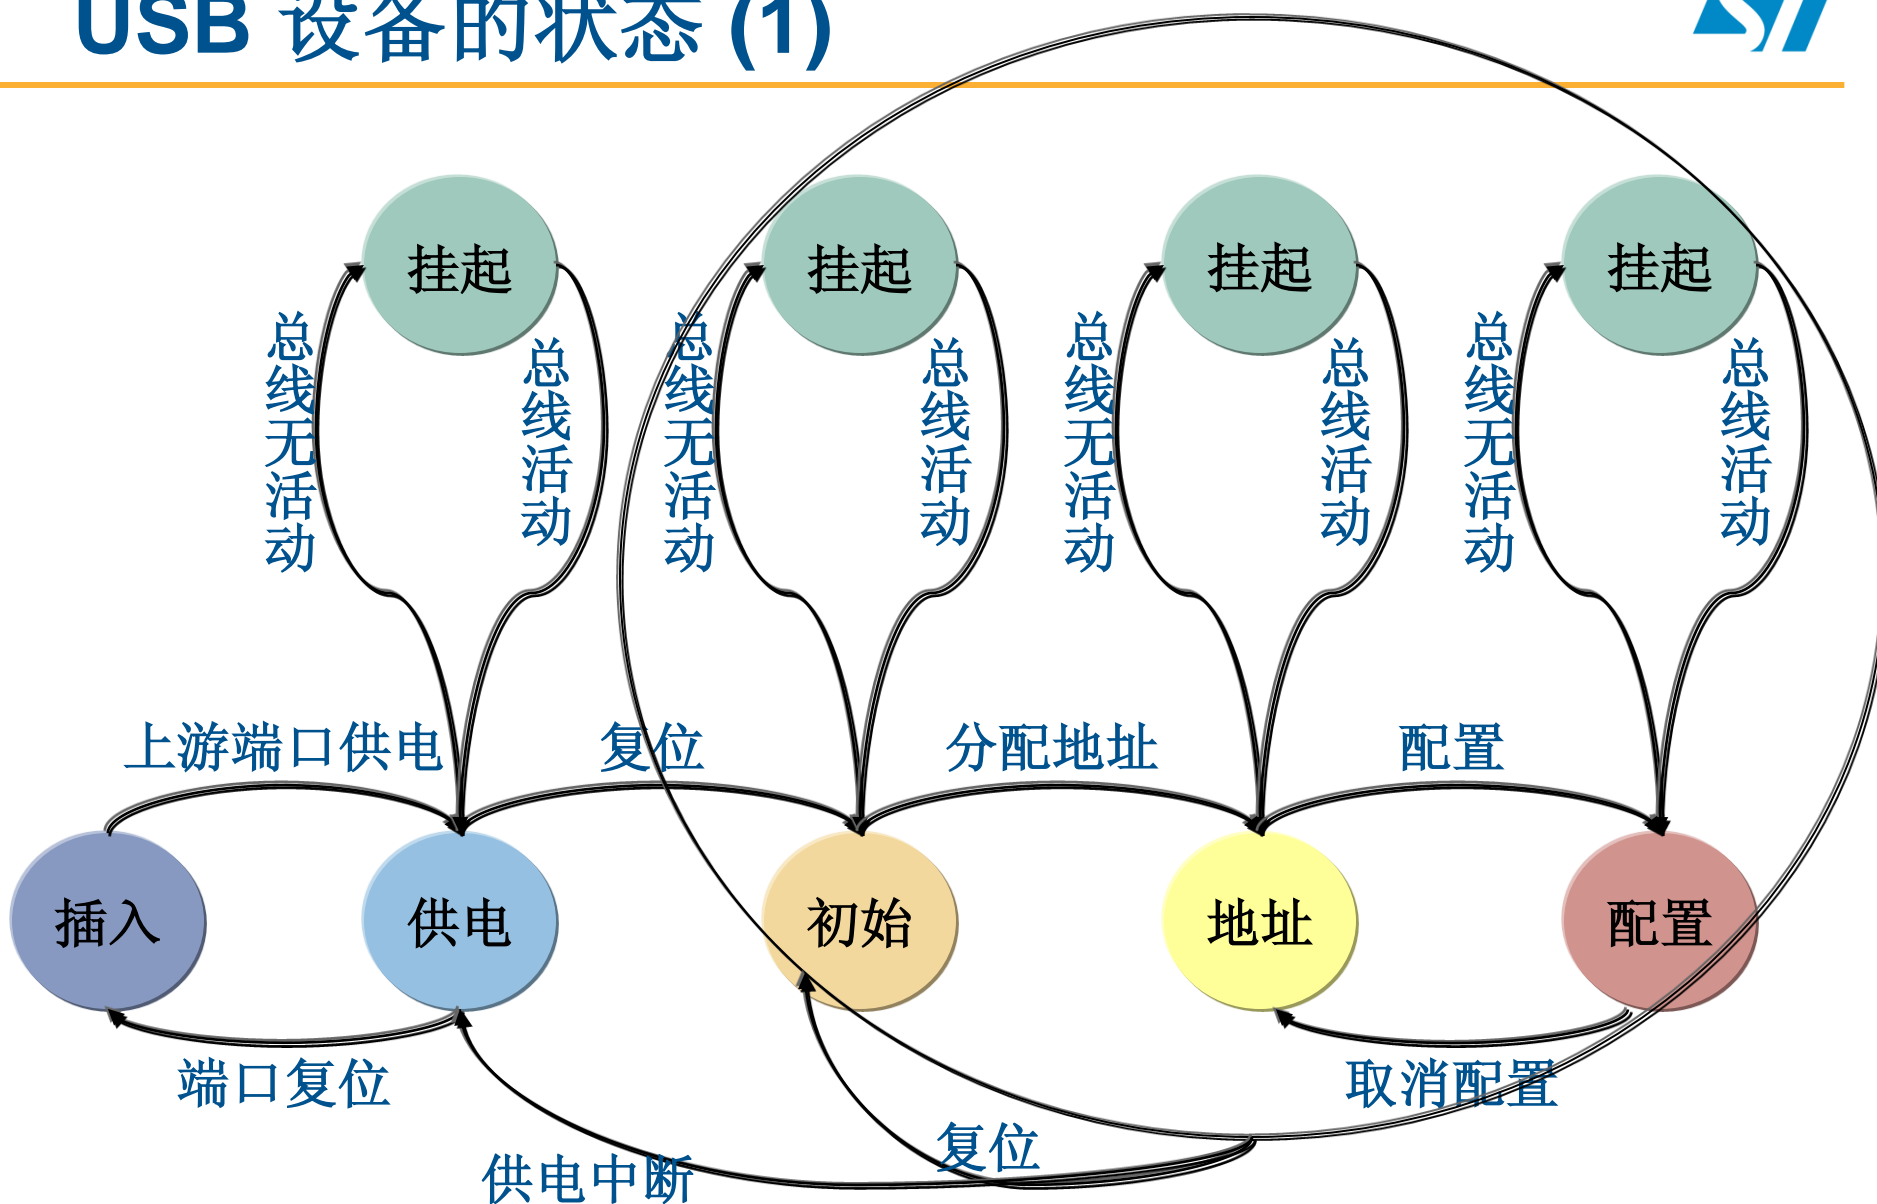 USB 设备的状态 (1)
挂起
挂起
挂起
挂起
总线无活动
总线活动
总线无活动
总线活动
总线无活动
总线活动
总线无活动
总线活动
上游端口供电
复位
分配地址
配置
插入
供电
初始
地址
配置
端口复位
取消配置
复位
供电中断